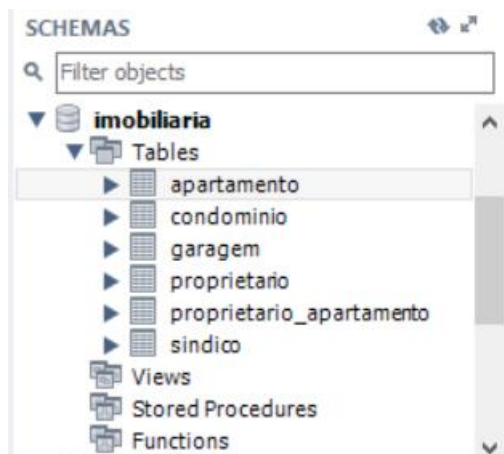 SCHEMAS
Filter objects
imobiliaria
Tables
apartamento
condominio
garagem
proprietario
proprietario_apartamento
sindico
Views
Stored Procedures
Functions